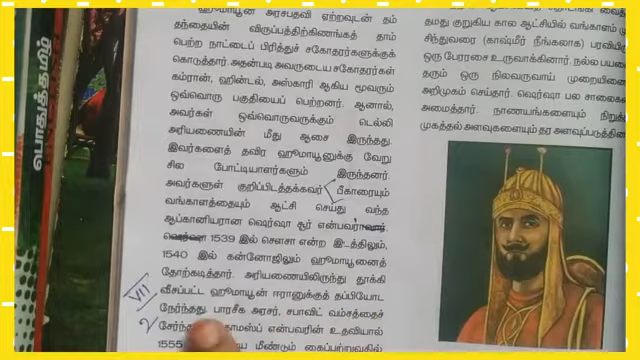 பொதுத்தமிழ்
ஹுமாயூன் அரசபதவி ஏற்றவுடன் தம்
தந்தையின் விருப்பத்திற்கிணங்கத் தாம்
பெற்ற நாட்டைப் பிரித்துச் சகோதரர்களுக்குக்
கொடுத்தார். அதன்படி அவருடைய சகோதரர்கள்
கம்ரான், ஹின்டல், அஸ்காரி ஆகிய மூவரும்
ஒவ்வொரு பகுதியைப் பெற்றனர். ஆனால்,
அவர்கள் ஒவ்வொருவருக்கும் டெல்லி
அரியணையின் மீது ஆசை இருந்தது.
இவர்களைத் தவிர ஹூமாயூனுக்கு வேறு
சில போட்டியாளர்களும் இருந்தனர்.
அவர்களுள் குறிப்பிடத்தக்கவர் பீகாரையும்
வங்காளத்தையும் ஆட்சி செய்து வந்த
ஆப்கானியரான ஷெர்ஷா சூர் என்பவராவார்.
ஷெர்ஷா 1539 இல் சௌசா என்ற இடத்திலும்,
1540 இல் கன்னோஜிலும் ஹூமாயூனைத்
தோற்கடித்தார். அரியணையிலிருந்து தூக்கி
வீசப்பட்ட ஹுமாயூன் ஈரானுக்குத் தப்பியோட
நேர்ந்தது. பாரசீக அரசர், சபாவிட் வம்சத்தைச்
என்பவரின் உதவியால்
1555 மீண்டும் கைப்பற்றுவதில்
VII
2
தமது குறுகிய கால ஆட்சியில் வங்காளம்
சிந்துவரை (காஷ்மீர் நீங்கலாக)
ஒரு பேரரசை உருவாக்கினார். நல்ல
தரும் ஒரு நிலவருவாய்
அறிமுகம் செய்தார். ஷெர்ஷா பல
அமைத்தார். நாணயங்களையும்
முகத்தல் அளவுகளையும் தர